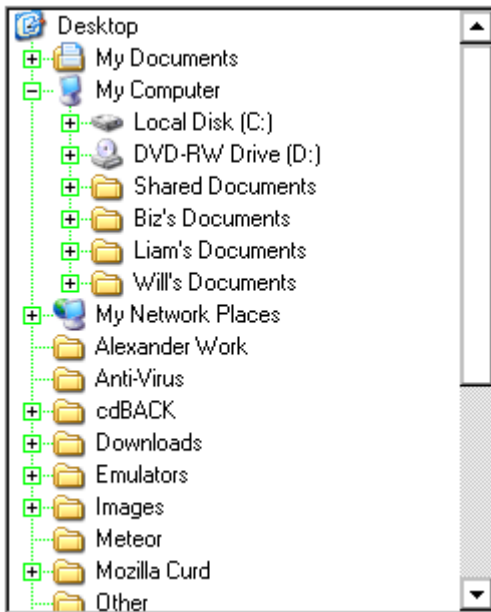 Desktop
My Documents
My Computer
Local Disk (C:)
DVD-RW Drive (D:)
Shared Documents
Biz's Documents
Liam's Documents
Will's Documents
My Network Places
Alexander Work
Anti-Virus
cdBACK
Downloads
Emulators
Images
Meteor
Mozilla Curd
Other